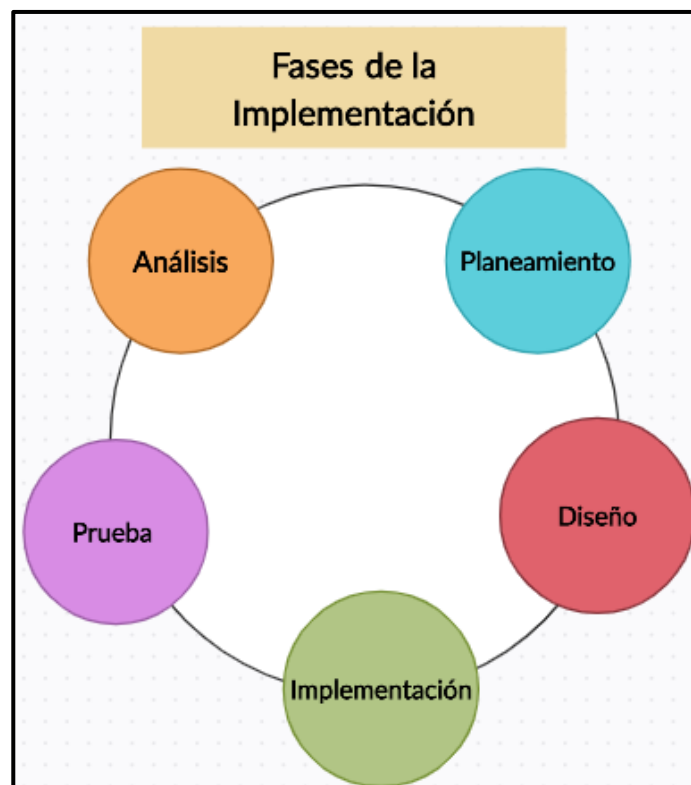 Fases de la
Implementación
Análisis
Planeamiento
Diseño
Implementación
Prueba